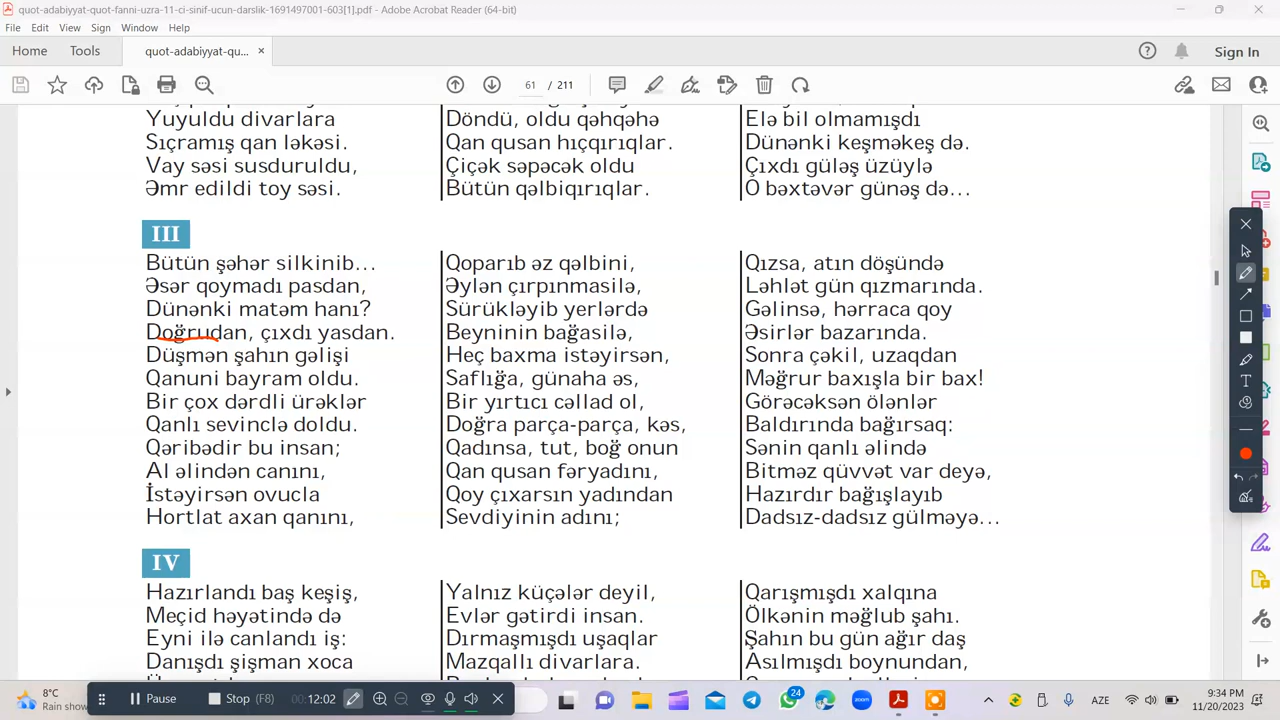 quot-adabiyyat-quot-fanni-uzra-11-ci-sinif-ucun-darslik-1691497001-603[1].pdf - Adobe Acrobat Reader (64-bit)
File Edit View Sign Window Help
Home Tools quot-adabiyyat-qu... × Sign In
61 / 211
Yuyuldu divarlara
Sıçramış qan ləkəsi.
Vay səsi susduruldu,
Əmr edildi toy səsi.
Döndü, oldu qəhqəhə
Qan qusan hıçqırıqlar.
Çiçək səpəcək oldu
Bütün qəlbiqırıqlar.
Elə bil olmamışdı
Dünənki keşməkeş də.
Çıxdı güləş üzüylə
O bəxtəvər günəş də...
III
Bütün şəhər silkinib...
Əsər qoymadı pasdan,
Dünənki matəm hanı?
Doğrudan, çıxdı yasdan.
Düşmən şahın gəlişi
Qanuni bayram oldu.
Bir çox dərdli ürəklər
Qanlı sevinclə doldu.
Qəribədir bu insan;
Al əlindən canını,
İstəyirsən ovucla
Hortlat axan qanını,
Qoparıb əz qəlbini,
Əylən çırpınmasilə,
Sürükləyib yerlərdə
Beyninin bağasilə,
Heç baxma istəyirsən,
Saflığa, günaha əs,
Bir yırtıcı cəllad ol,
Doğra parça-parça, kəs,
Qadınsa, tut, boğ onun
Qan qusan fəryadını,
Qoy çıxarsın yadından
Sevdiyinin adını;
Qızsa, atın döşündə
Ləhlət gün qızmarında.
Gəlinsə, hərraca qoy
Əsirlər bazarında.
Sonra çəkil, uzaqdan
Məğrur baxışla bir bax!
Görəcəksən ölənlər
Baldırında bağırsaq:
Sənin qanlı əlində
Bitməz qüvvət var deyə,
Hazırdır bağışlayıb
Dadsız-dadsız gülməyə...
IV
Hazırlandı baş keşiş,
Meçid həyətində də
Eyni ilə canlandı iş:
Danışdı şişman xoca
Yalnız küçələr deyil,
Evlər gətirdi insan.
Dırmaşmışdı uşaqlar
Mazqallı divarlara.
Qarışmışdı xalqına
Ölkənin məğlub şahı.
Şahın bu gün ağır daş
Asılmışdı boynundan,
8°C
Rain show
Pause Stop (F8) 00:12:02
24
zoom
AZE
9:34 PM
11/20/2023